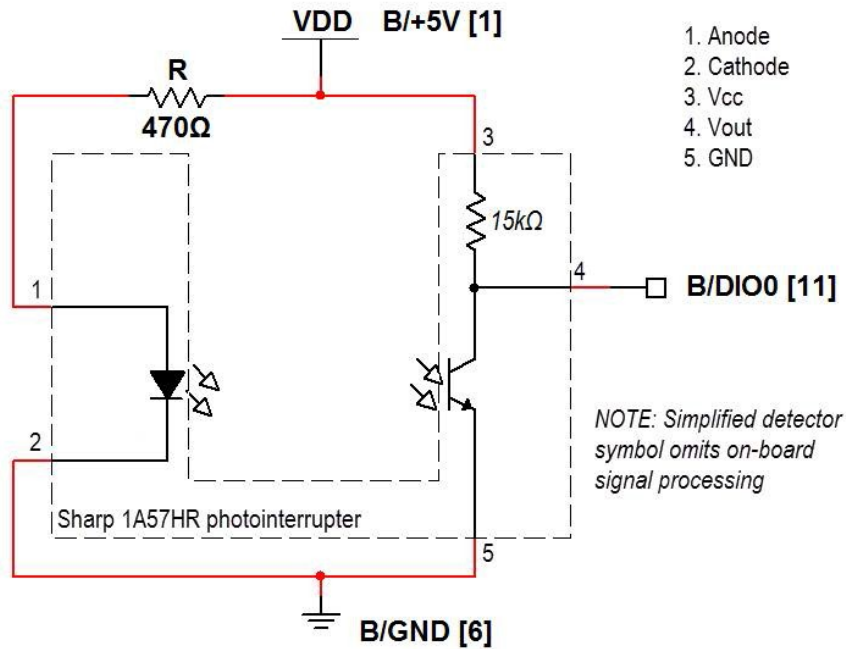 VDD B/+5V [1]
R
470Ω
1. Anode
2. Cathode
3. Vcc
4. Vout
5. GND
3
15kΩ
4
B/DIO0 [11]
1
2
NOTE: Simplified detector
symbol omits on-board
signal processing
Sharp 1A57HR photointerrupter
5
B/GND [6]